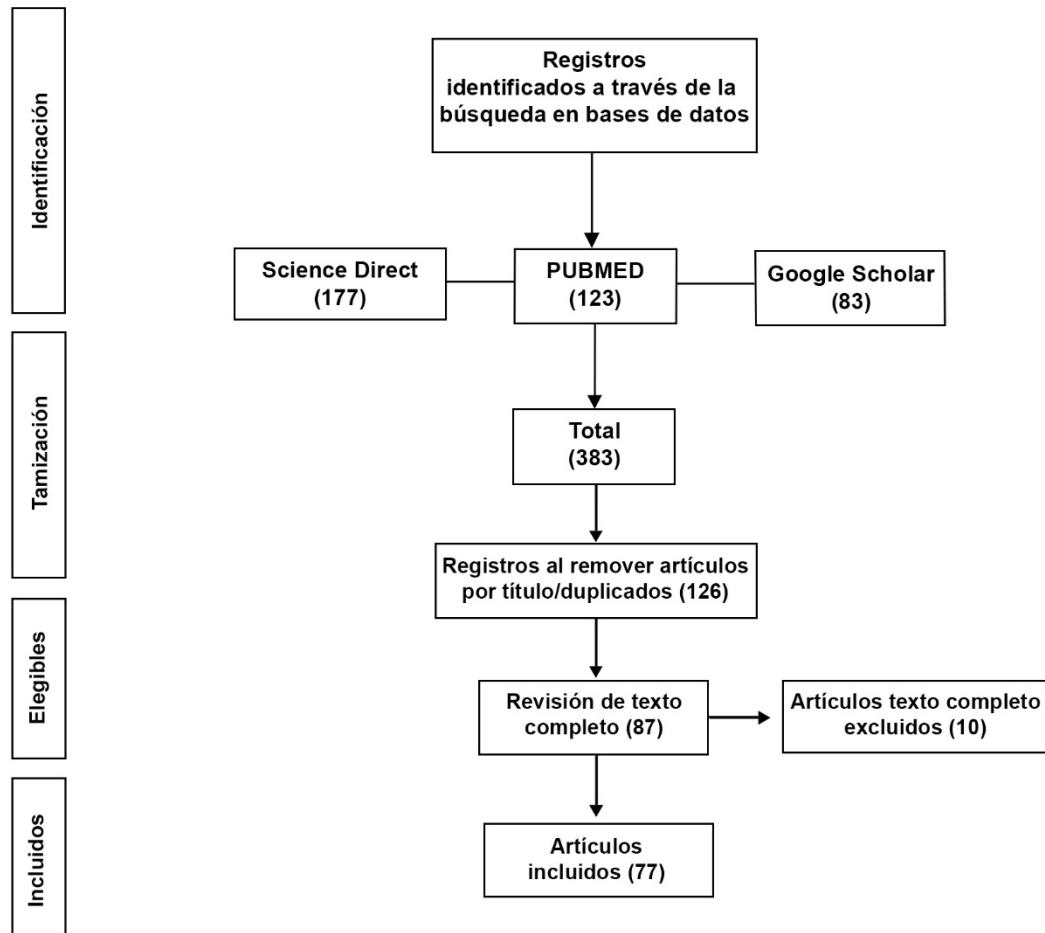 Identificación
Registros
identificados a través de la
búsqueda en bases de datos
Science Direct
(177)
PUBMED
(123)
Google Scholar
(83)
Tamización
Total
(383)
Registros al remover artículos
por título/duplicados (126)
Elegibles
Revisión de texto
completo (87)
Artículos texto completo
excluidos (10)
Incluidos
Artículos
incluidos (77)